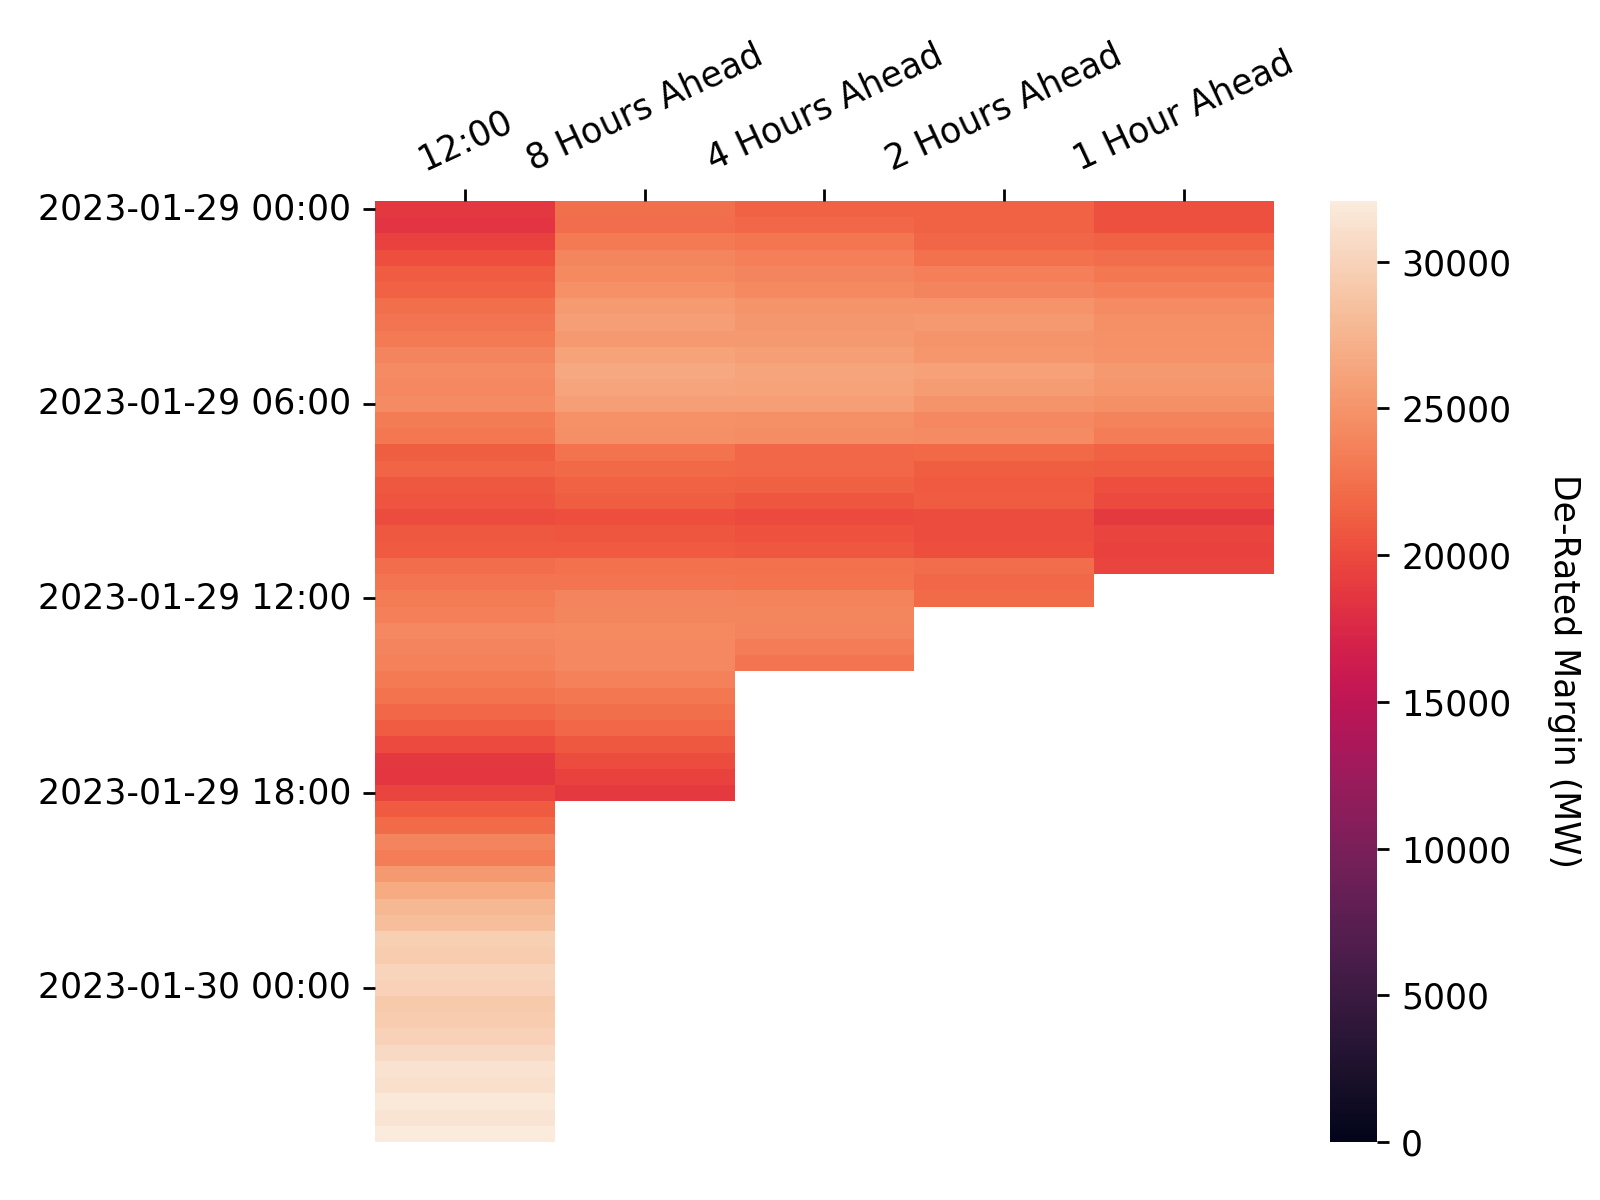 12:00
8 Hours Ahead
4 Hours Ahead
2 Hours Ahead
1 Hour Ahead
2023-01-29 00:00
2023-01-29 06:00
2023-01-29 12:00
2023-01-29 18:00
2023-01-30 00:00
30000
25000
20000
15000
10000
5000
0
De-Rated Margin (MW)